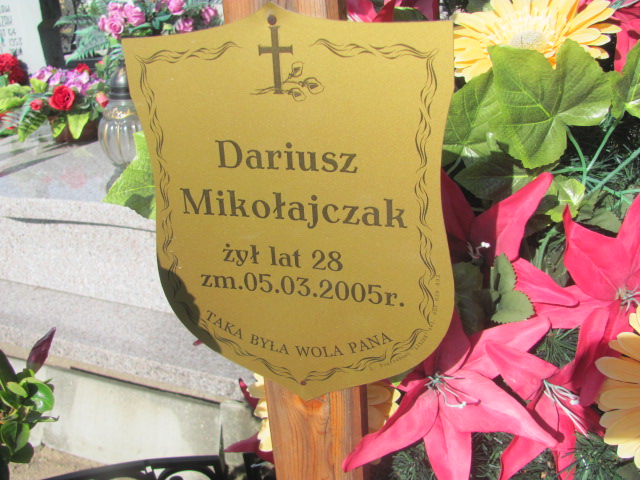 Dariusz
Mikołajczak
żył lat 28
zm.05.03.2005r.
TAKA BYŁA WOLA PANA